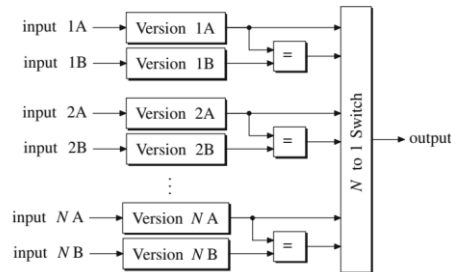 input 1A Version 1A
input 1B Version 1B =
input 2A Version 2A
input 2B Version 2B =
N to 1 Switch
output
⋮
input N A Version N A
input N B Version N B =